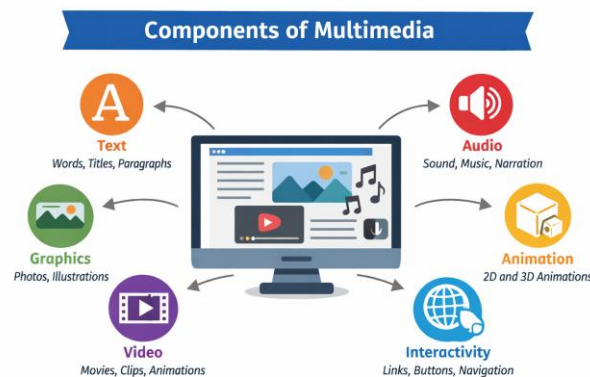 Components of Multimedia
A
Text
Words, Titles, Paragraphs
Audio
Sound, Music, Narration
Graphics
Photos, Illustrations
Animation
2D and 3D Animations
Video
Movies, Clips, Animations
Interactivity
Links, Buttons, Navigation